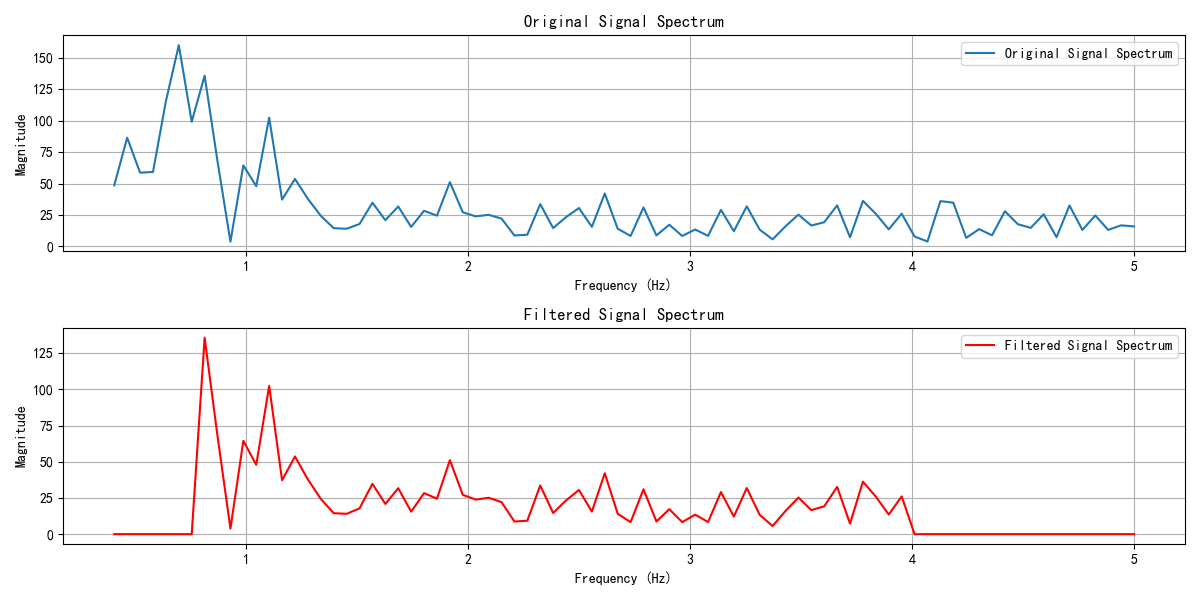 Original Signal Spectrum
Original Signal Spectrum
Magnitude
150
125
100
75
50
25
0
1
2
3
4
5
Frequency (Hz)
Filtered Signal Spectrum
Filtered Signal Spectrum
Magnitude
125
100
75
50
25
0
1
2
3
4
5
Frequency (Hz)